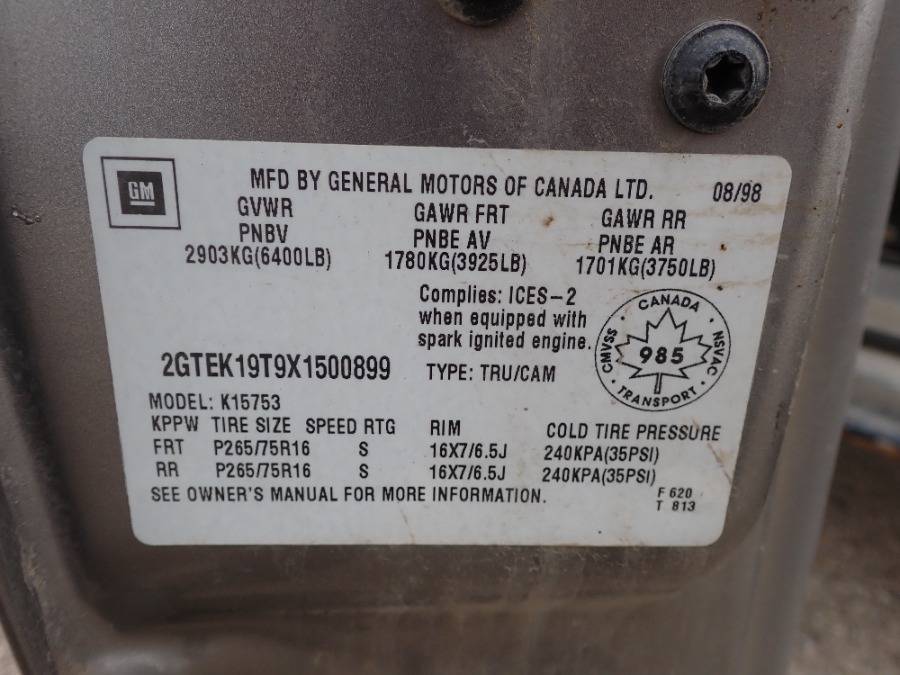 GM
MFD BY GENERAL MOTORS OF CANADA LTD. 08/98
GVWR GAWR FRT GAWR RR
PNBV PNBE AV PNBE AR
2903KG(6400LB) 1780KG(3925LB) 1701KG(3750LB)
Complies: ICES-2
when equipped with
spark ignited engine.
CANADA
CMVSS 985 NSVAC
TRANSPORT
2GTEK19T9X1500899 TYPE: TRU/CAM
MODEL: K15753
KPPW TIRE SIZE SPEED RTG RIM COLD TIRE PRESSURE
FRT P265/75R16 S 16X7/6.5J 240KPA(35PSI)
RR P265/75R16 S 16X7/6.5J 240KPA(35PSI)
SEE OWNER'S MANUAL FOR MORE INFORMATION. F 620
T 813